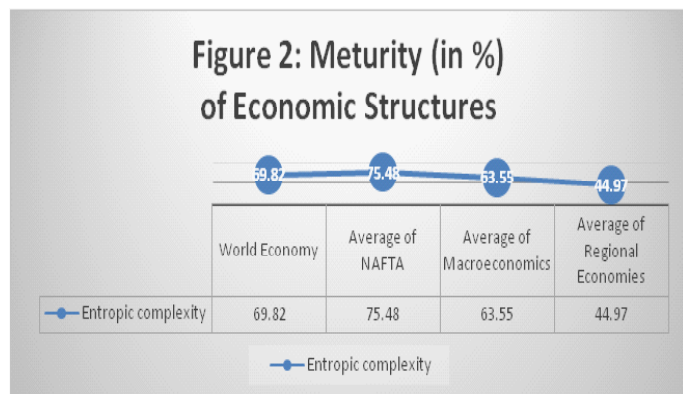 Figure 2: Meturity (in %)
of Economic Structures
69.82 75.48 63.55 44.97
World Economy
Average of
NAFTA
Average of
Macroeconomics
Average of
Regional
Economies
Entropic complexity 69.82 75.48 63.55 44.97
Entropic complexity